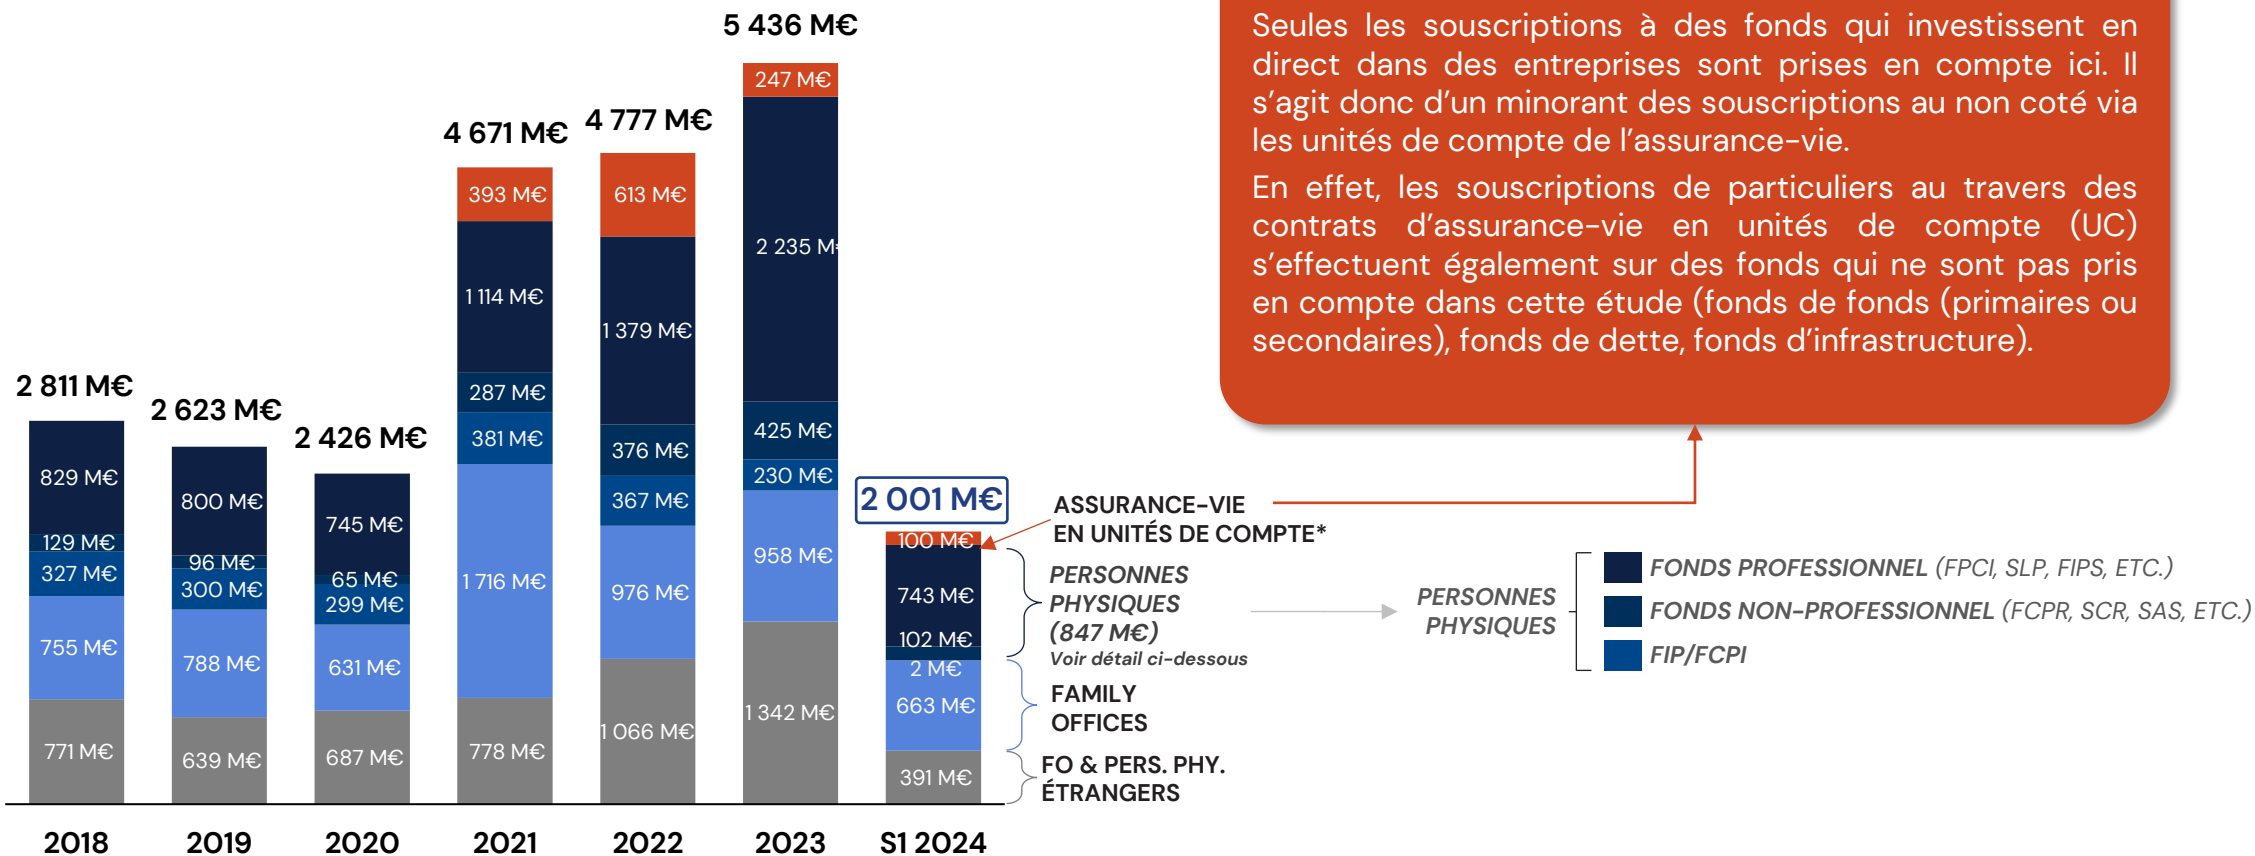 5 436 M€
247 M€
2 235 M
425 M€
230 M€
958 M€
1 342 M€
4 777 M€
613 M€
1 379 M€
376 M€
367 M€
976 M€
1 066 M€
4 671 M€
393 M€
1 114 M€
287 M€
381 M€
1 716 M€
778 M€
2 811 M€
829 M€
129 M€
327 M€
755 M€
771 M€
2 623 M€
800 M€
96 M€
300 M€
788 M€
639 M€
2 426 M€
745 M€
65 M€
299 M€
631 M€
687 M€
2 001 M€
100 M€
743 M€
102 M€
2 M€
663 M€
391 M€
2018
2019
2020
2021
2022
2023
S1 2024
Seules les souscriptions à des fonds qui investissent en
direct dans des entreprises sont prises en compte ici. Il
s’agit donc d’un minorant des souscriptions au non coté via
les unités de compte de l’assurance-vie.
En effet, les souscriptions de particuliers au travers des
contrats d’assurance-vie en unités de compte (UC)
s’effectuent également sur des fonds qui ne sont pas pris
en compte dans cette étude (fonds de fonds (primaires ou
secondaires), fonds de dette, fonds d’infrastructure).
ASSURANCE-VIE
EN UNITÉS DE COMPTE*
PERSONNES
PHYSIQUES
(847 M€)
Voir détail ci-dessous
FAMILY
OFFICES
FO & PERS. PHY.
ÉTRANGERS
PERSONNES
PHYSIQUES
FONDS PROFESSIONNEL (FPCI, SLP, FIPS, ETC.)
FONDS NON-PROFESSIONNEL (FCPR, SCR, SAS, ETC.)
FIP/FCPI